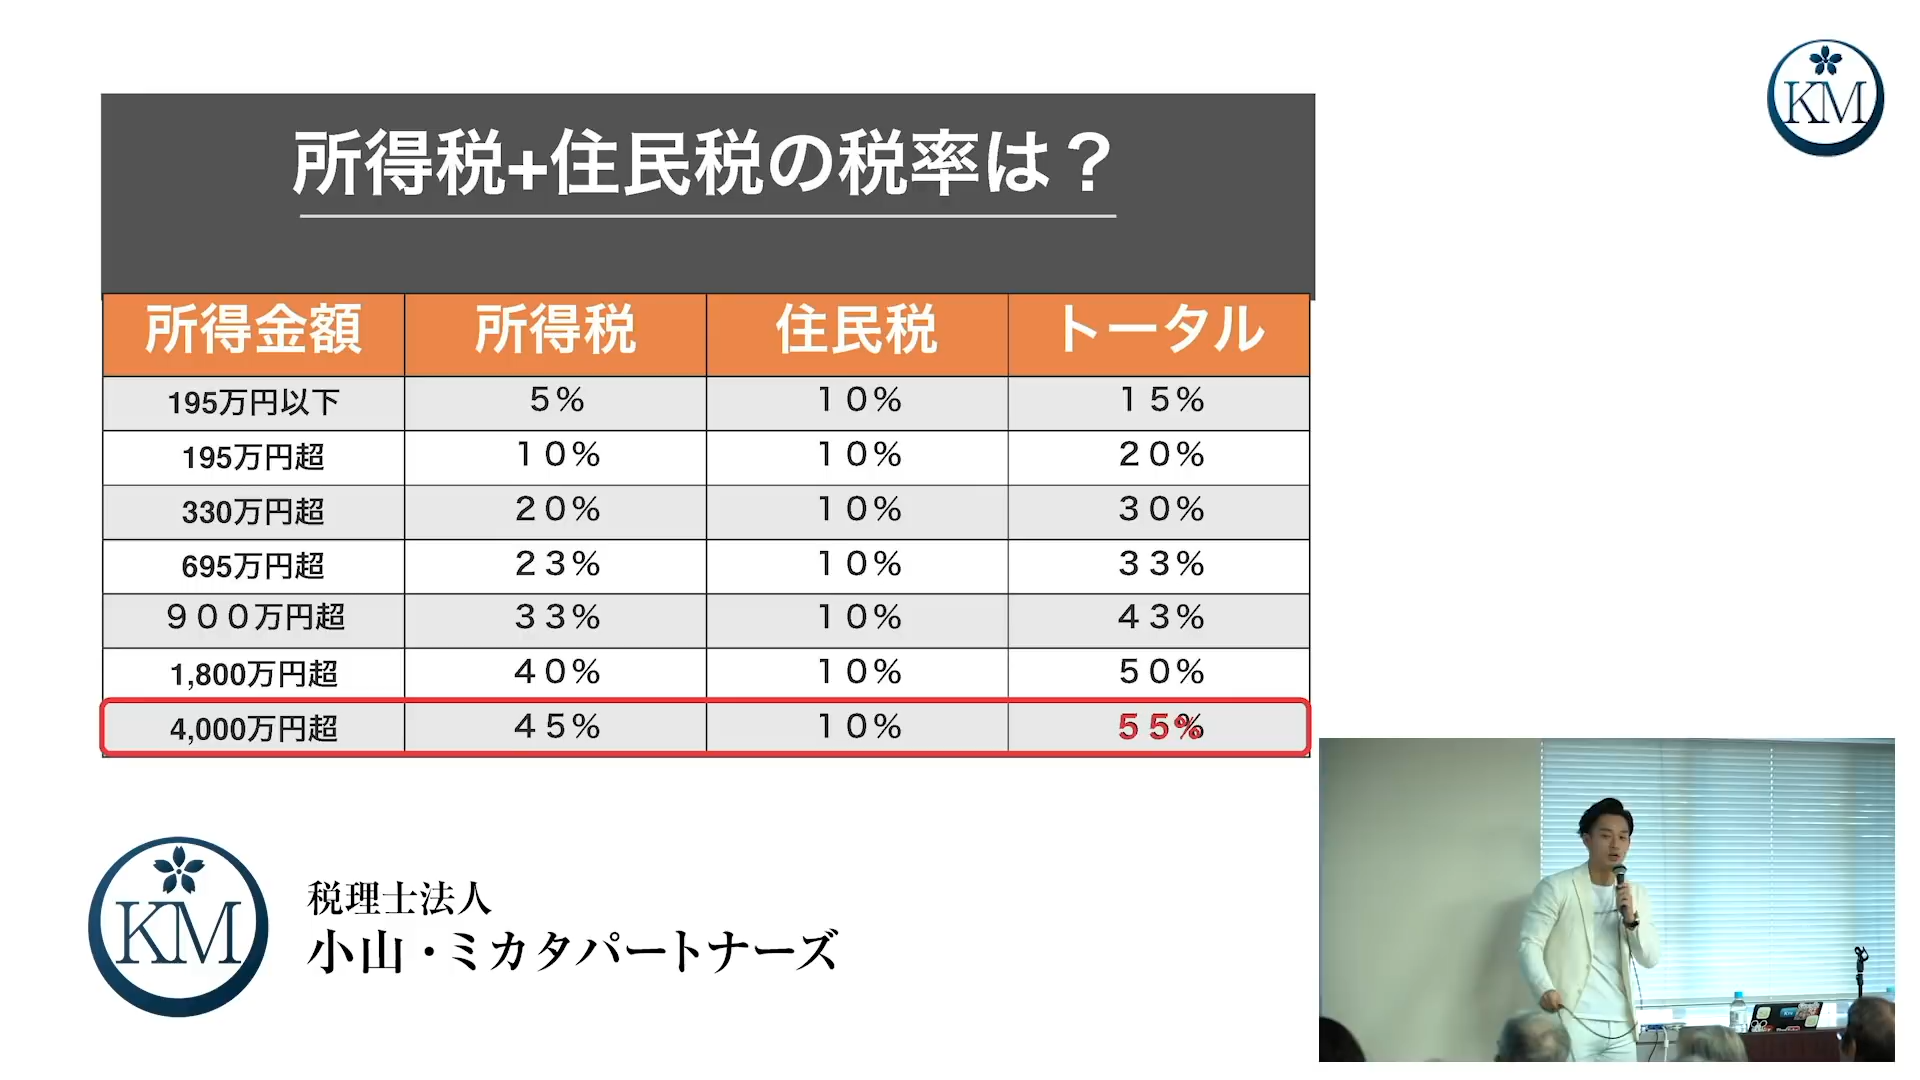 KM
所得税+住民税の税率は？
所得金額 所得税 住民税 トータル
195万円以下 ５% １０% １５%
195万円超 １０% １０% ２０%
330万円超 ２０% １０% ３０%
695万円超 ２３% １０% ３３%
９００万円超 ３３% １０% ４３%
1,800万円超 ４０% １０% ５０%
4,000万円超 ４５% １０% ５５%
KM
税理士法人
小山・ミカタパートナーズ